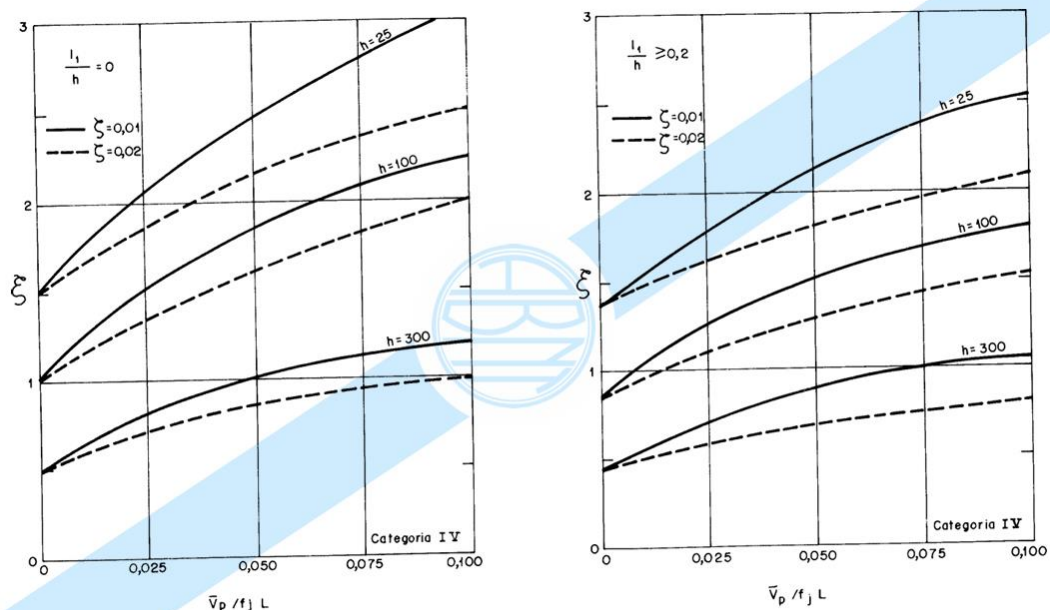 3
2
1
0
ξ
l₁/h = 0
ζ=0,01
ζ=0,02
h=25
h=100
h=300
Categoria IV
0
0,025
0,050
0,075
0,100
V̄p /fj L
3
2
1
0
ξ
l₁/h ≥0,2
ζ=0,01
ζ=0,02
h=25
h=100
h=300
Categoria IV
0
0,025
0,050
0,075
0,100
V̄p /fj L